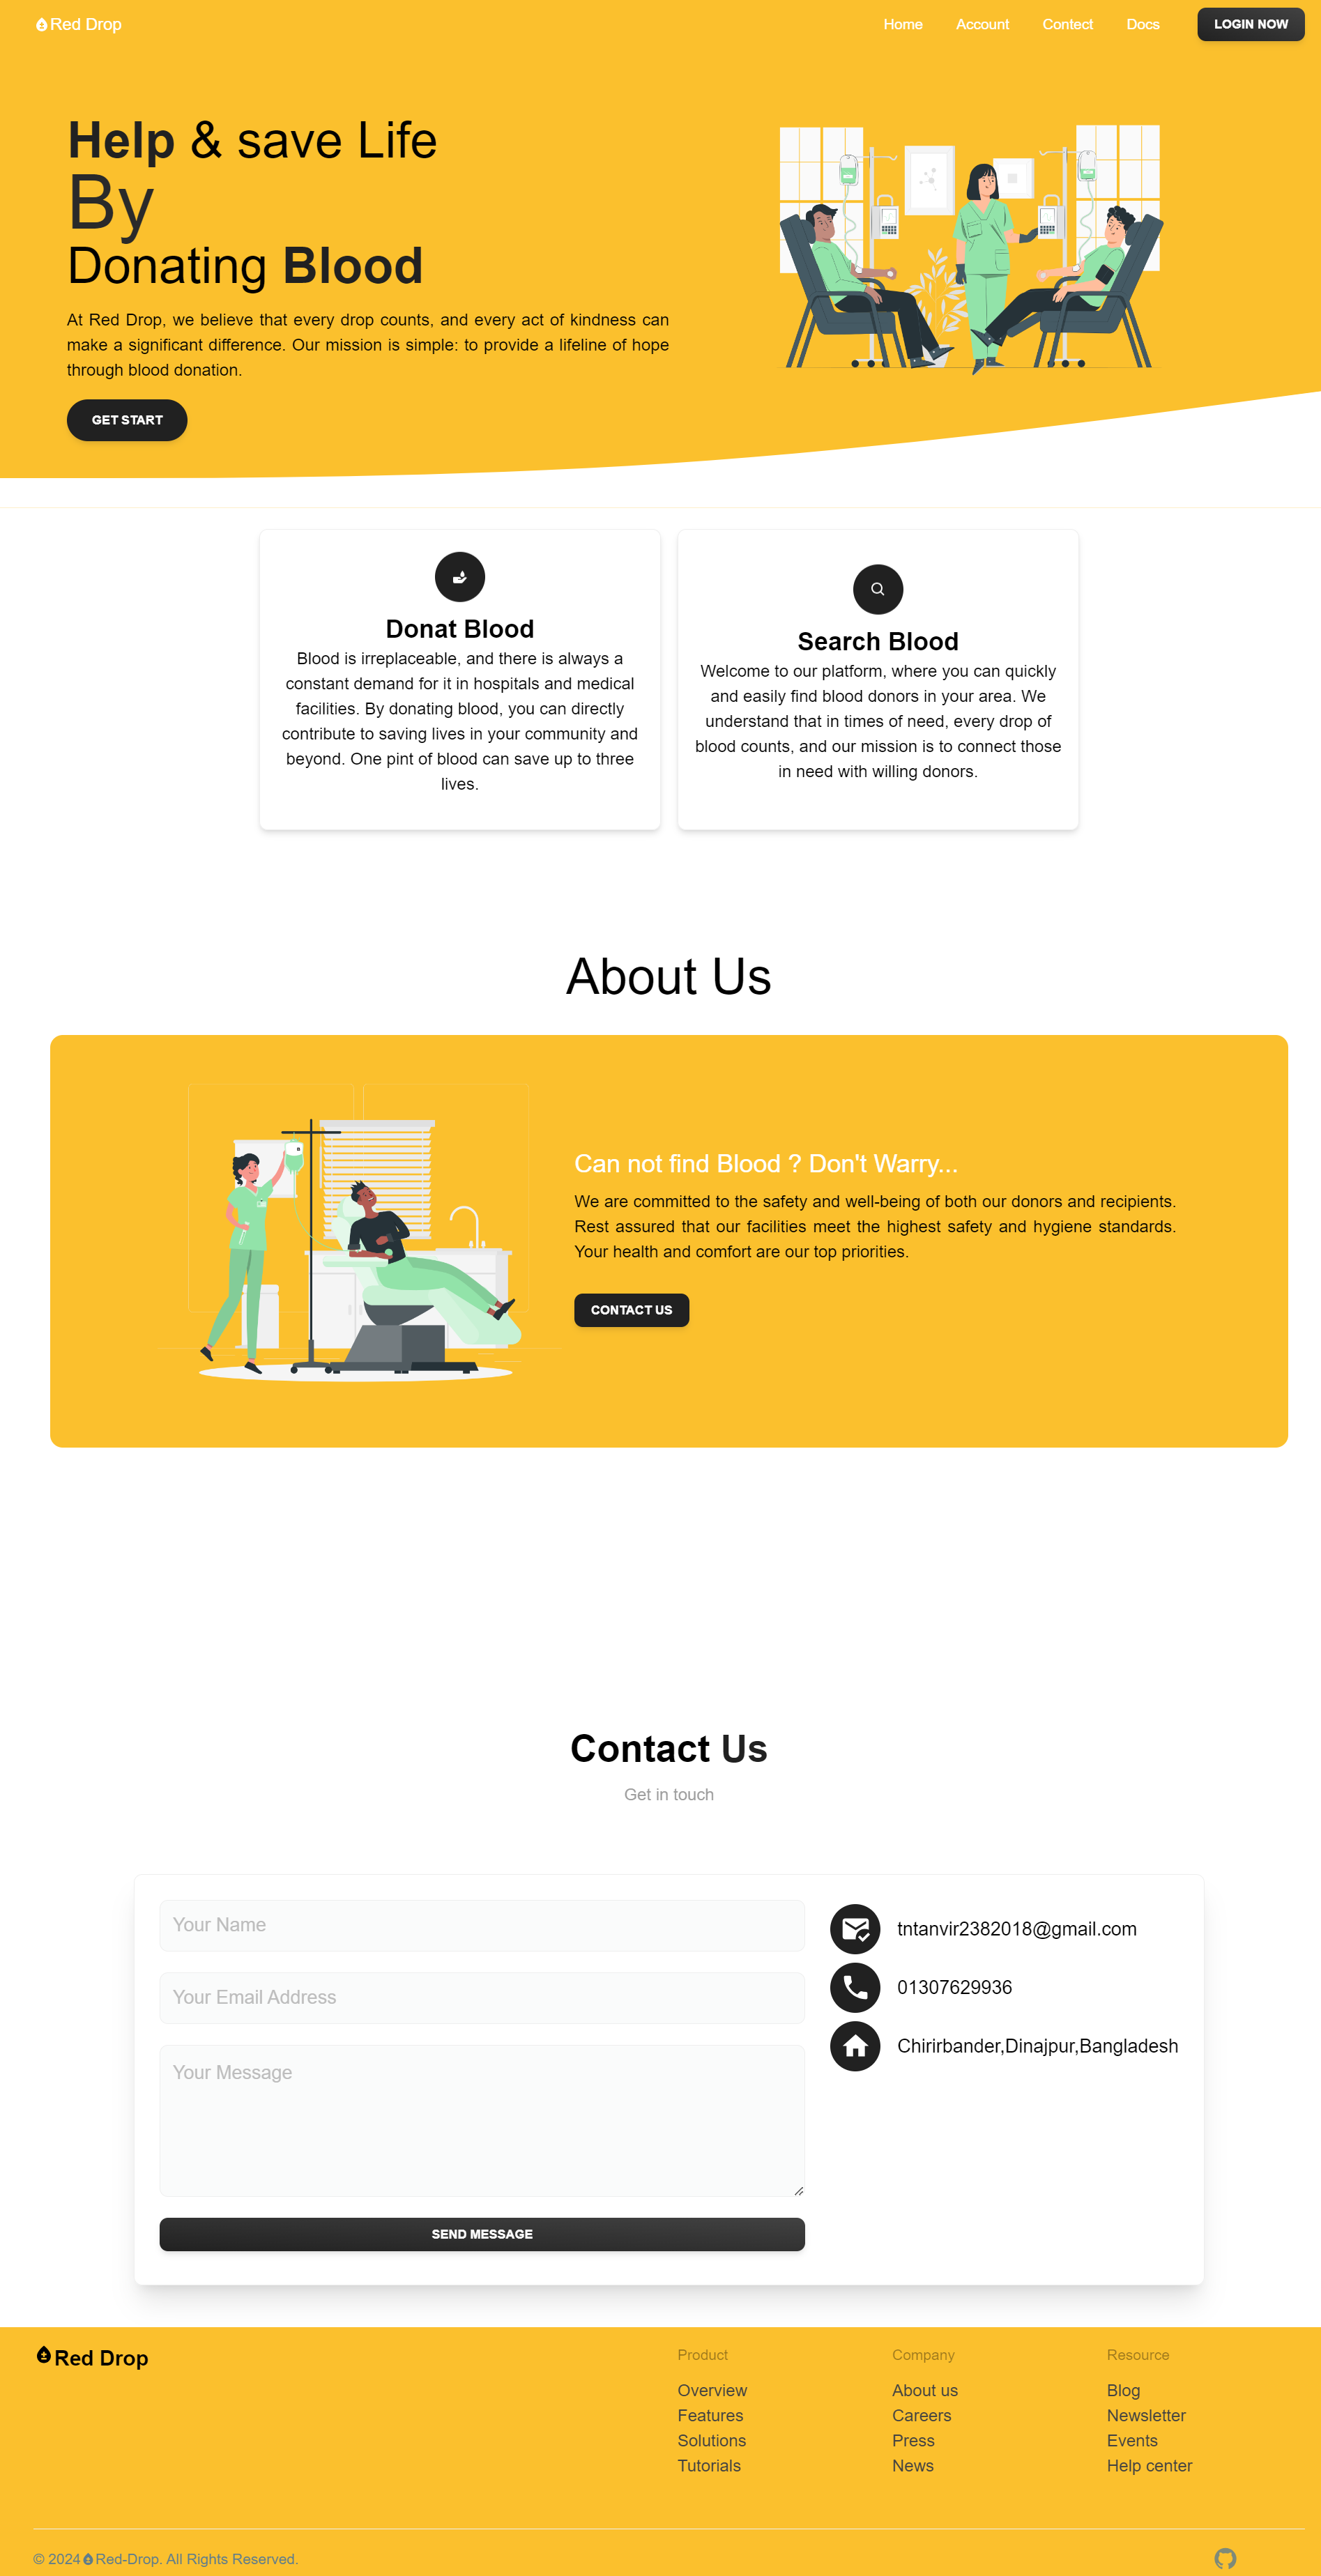 Red Drop
Home
Account
Contect
Docs
LOGIN NOW
Help & save Life
By
Donating Blood
At Red Drop, we believe that every drop counts, and every act of kindness can
make a significant difference. Our mission is simple: to provide a lifeline of hope
through blood donation.
GET START
Donat Blood
Blood is irreplaceable, and there is always a
constant demand for it in hospitals and medical
facilities. By donating blood, you can directly
contribute to saving lives in your community and
beyond. One pint of blood can save up to three
lives.
Search Blood
Welcome to our platform, where you can quickly
and easily find blood donors in your area. We
understand that in times of need, every drop of
blood counts, and our mission is to connect those
in need with willing donors.
About Us
Can not find Blood ? Don't Warry...
We are committed to the safety and well-being of both our donors and recipients.
Rest assured that our facilities meet the highest safety and hygiene standards.
Your health and comfort are our top priorities.
CONTACT US
Contact Us
Get in touch
Your Name
Your Email Address
Your Message
SEND MESSAGE
tntanvir2382018@gmail.com
01307629936
Chirirbander,Dinajpur,Bangladesh
Red Drop
Product
Overview
Features
Solutions
Tutorials
Company
About us
Careers
Press
News
Resource
Blog
Newsletter
Events
Help center
© 2024 Red-Drop. All Rights Reserved.